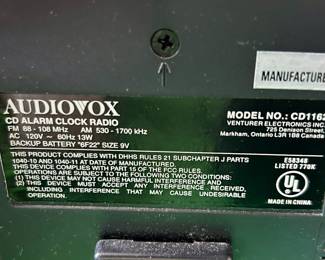 MANUFACTURE
AUDIOVOX
CD ALARM CLOCK RADIO
FM 88 - 108 MHz AM 530 - 1700 kHz
AC 120V ~ 60Hz 13W
BACKUP BATTERY "6F22" SIZE 9V
MODEL NO.: CD1162
VENTURER ELECTRONICS INC.
725 Denison Street,
Markham, Ontario L3R 1B8 Canada
THIS PRODUCT COMPLIES WITH DHHS RULES 21 SUBCHAPTER J PARTS
1040-10 AND 1040-11 AT DATE OF MANUFACTURED.
THIS DEVICE COMPLIES WITH PART 15 OF THE FCC RULES.
OPERATIONS ARE SUBJECT TO THE FOLLOWING TWO CONDITIONS:
(1) THIS DEVICE MAY NOT CAUSE HARMFUL INTERFERENCE, AND
(2) THIS DEVICE MUST ACCEPT ANY INTERFERENCE RECEIVED,
INCLUDING INTERFERENCE THAT MAY CAUSE UNDESIRABLE
OPERATION.
E58348
LISTED 770K
UL
MADE IN CHINA